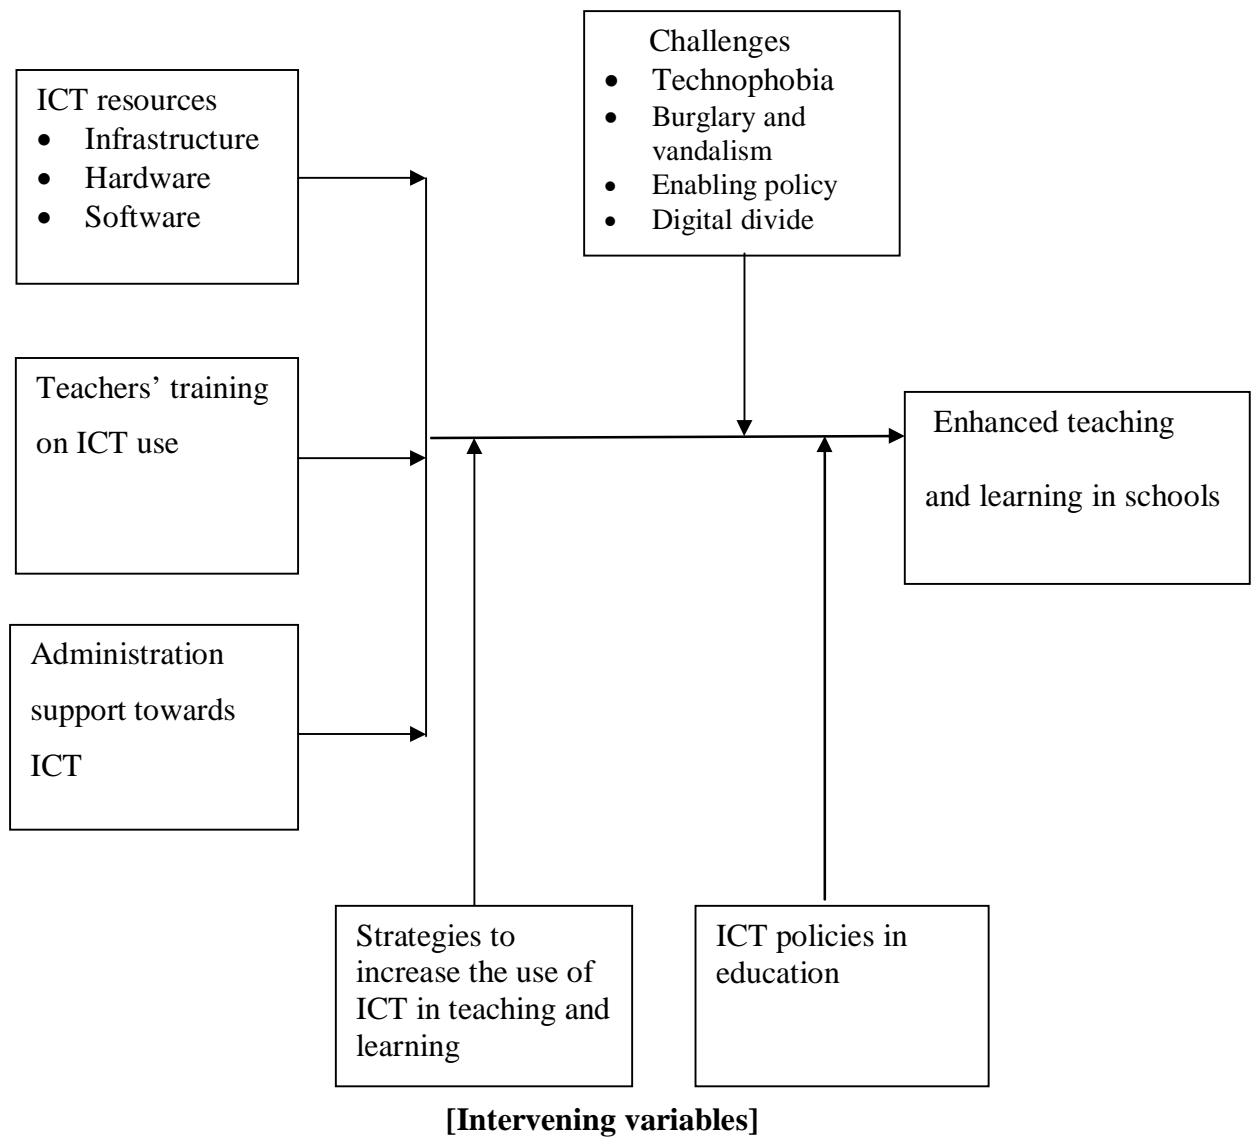 ICT resources
• Infrastructure
• Hardware
• Software
Challenges
• Technophobia
• Burglary and
vandalism
• Enabling policy
• Digital divide
Teachers’ training
on ICT use
Enhanced teaching
and learning in schools
Administration
support towards
ICT
Strategies to
increase the use of
ICT in teaching and
learning
ICT policies in
education
[Intervening variables]